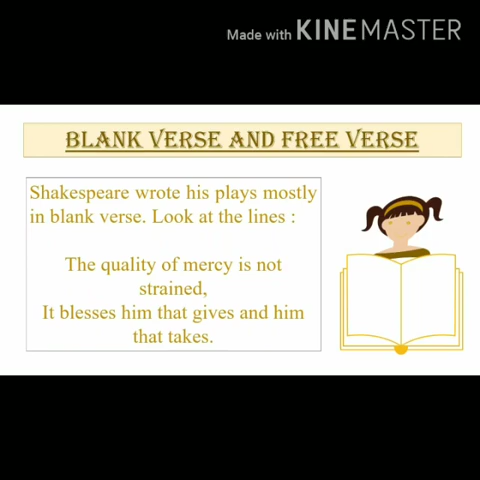 Made with KINEMASTER
BLANK VERSE AND FREE VERSE
Shakespeare wrote his plays mostly
in blank verse. Look at the lines :
The quality of mercy is not
strained,
It blesses him that gives and him
that takes.